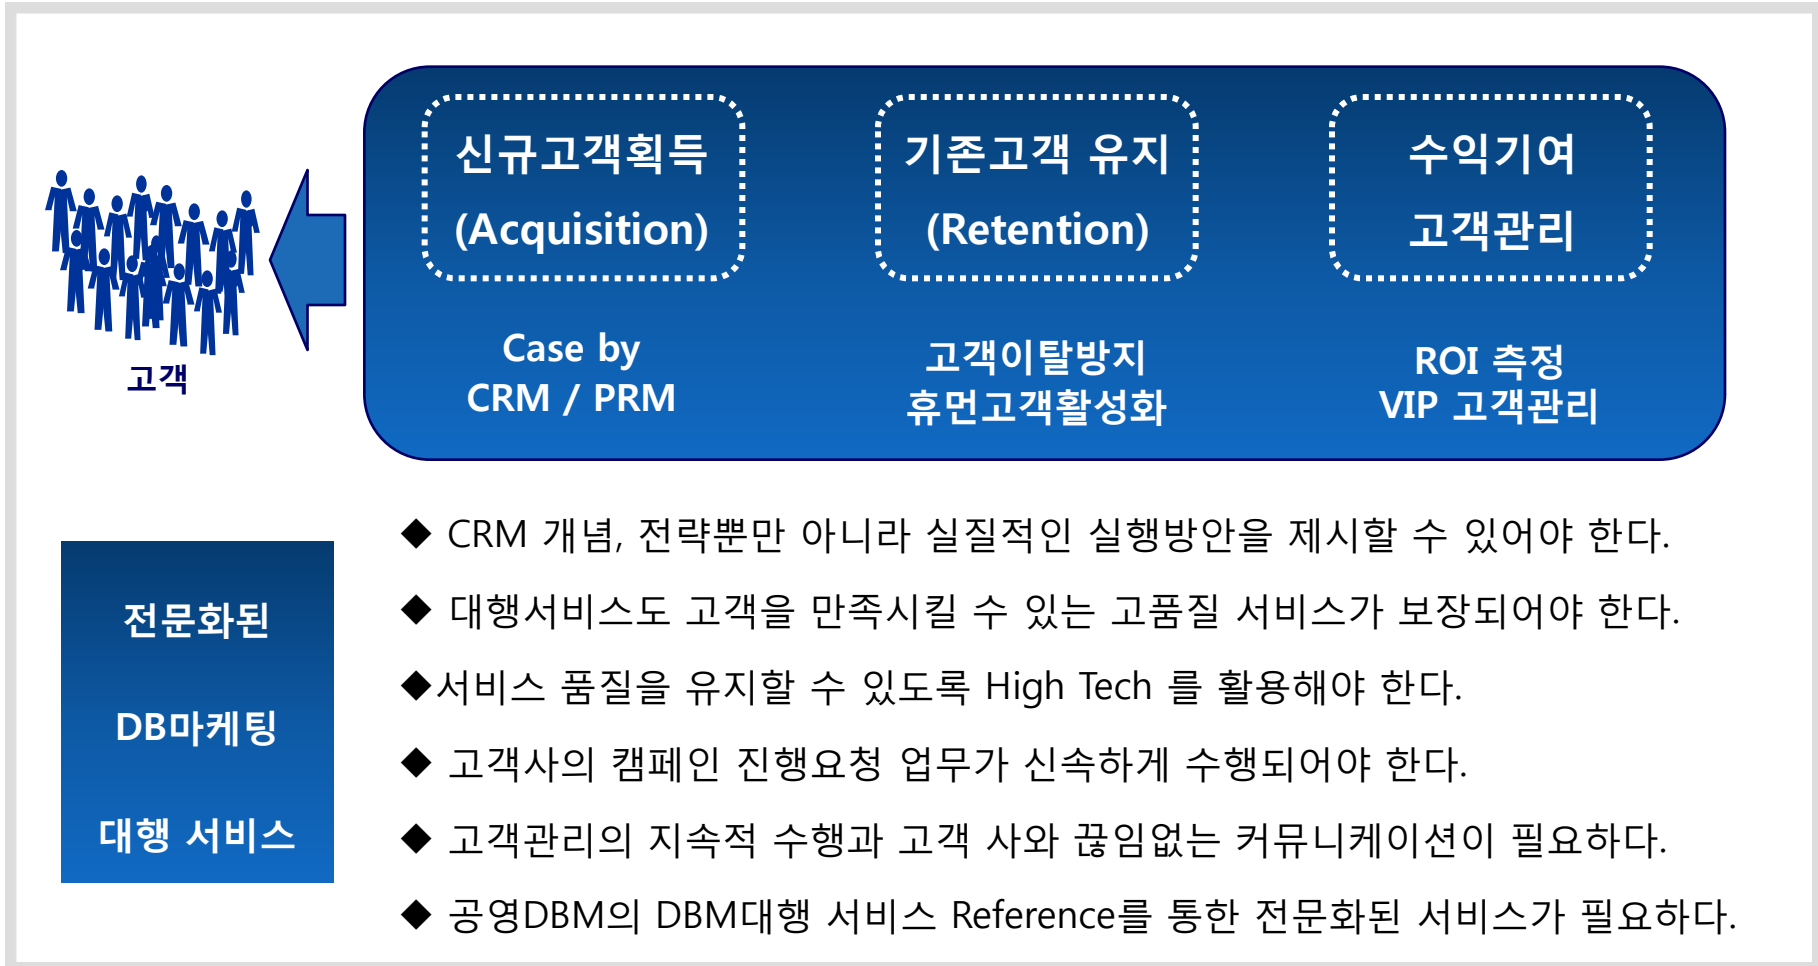 신규고객획득
(Acquisition)
기존고객 유지
(Retention)
수익기여
고객관리
Case by
CRM / PRM
고객이탈방지
휴먼고객활성화
ROI 측정
VIP 고객관리
고객
전문화된
DB마케팅
대행 서비스
◆ CRM 개념, 전략뿐만 아니라 실질적인 실행방안을 제시할 수 있어야 한다.
◆ 대행서비스도 고객을 만족시킬 수 있는 고품질 서비스가 보장되어야 한다.
◆서비스 품질을 유지할 수 있도록 High Tech 를 활용해야 한다.
◆ 고객사의 캠페인 진행요청 업무가 신속하게 수행되어야 한다.
◆ 고객관리의 지속적 수행과 고객 사와 끊임없는 커뮤니케이션이 필요하다.
◆ 공영DBM의 DBM대행 서비스 Reference를 통한 전문화된 서비스가 필요하다.